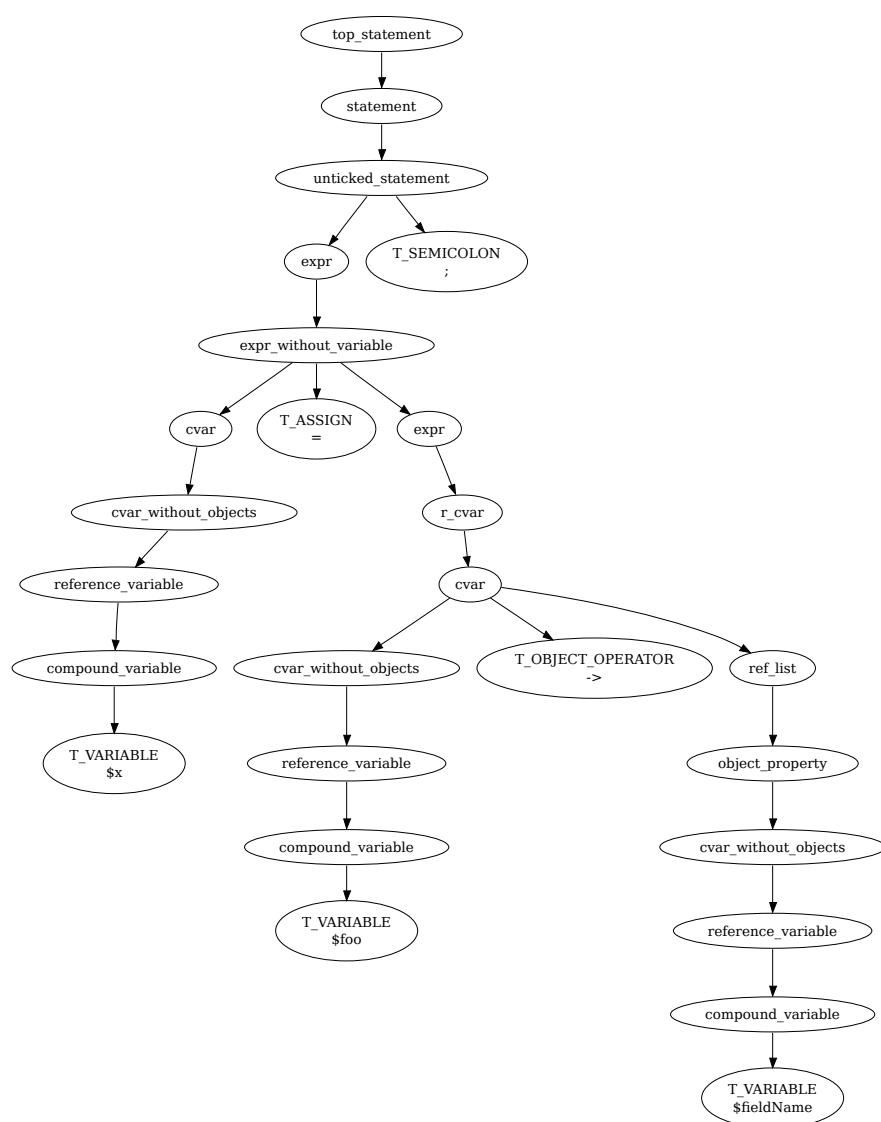 top_statement
statement
unticked_statement
expr
T_SEMICOLON
;
expr_without_variable
cvar
T_ASSIGN
=
expr
cvar_without_objects
r_cvar
reference_variable
cvar
compound_variable
cvar_without_objects
T_OBJECT_OPERATOR
->
ref_list
T_VARIABLE
$x
reference_variable
object_property
compound_variable
cvar_without_objects
T_VARIABLE
$foo
reference_variable
compound_variable
T_VARIABLE
$fieldName